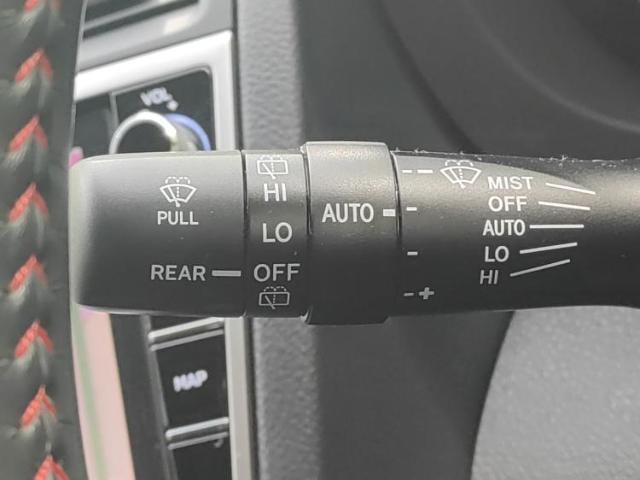 VOL
PULL
REAR
HI
LO
OFF
AUTO
- -
-
-
- +
MIST
OFF
AUTO
LO
HI
MAP